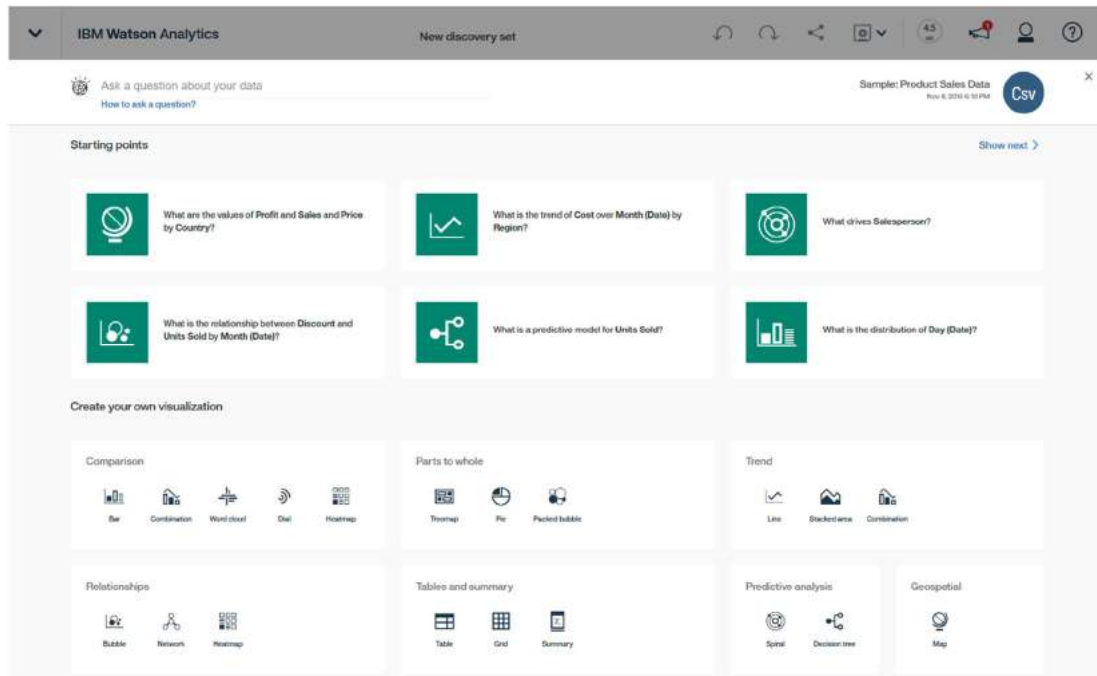 IBM Watson Analytics
New discovery set
45
1
Ask a question about your data
How to ask a question?
Sample: Product Sales Data
Csv
Starting points
Show next
What are the values of Profit and Sales and Price
by Country?
What is the trend of Cost over Month (Date) by
Region?
What drives Salesperson?
What is the relationship between Discount and
Units Sold by Month (Date)?
What is a predictive model for Units Sold?
What is the distribution of Day (Date)?
Create your own visualization
Comparison
Bar
Combination
Word cloud
Dial
Heatmap
Parts to whole
Treemap
Pie
Packed bubble
Trend
Line
Stacked area
Combination
Relationships
Bubble
Network
Heatmap
Tables and summary
Table
Grid
Summary
Predictive analysis
Spiral
Decision tree
Geospatial
Map